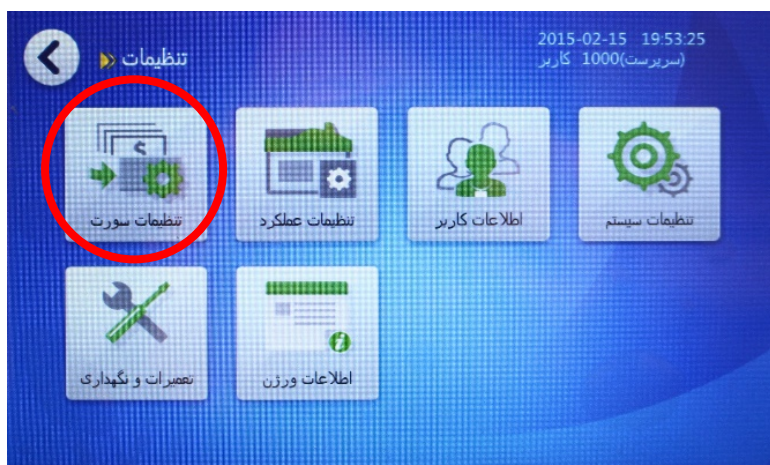 تنظیمات
2015-02-15 19:53:25
کاربر 1000(سرپرست)
تنظیمات سیستم
اطلاعات کاربر
تنظیمات عملکرد
تنظیمات سورت
اطلاعات ورژن
تعمیرات و نگهداری